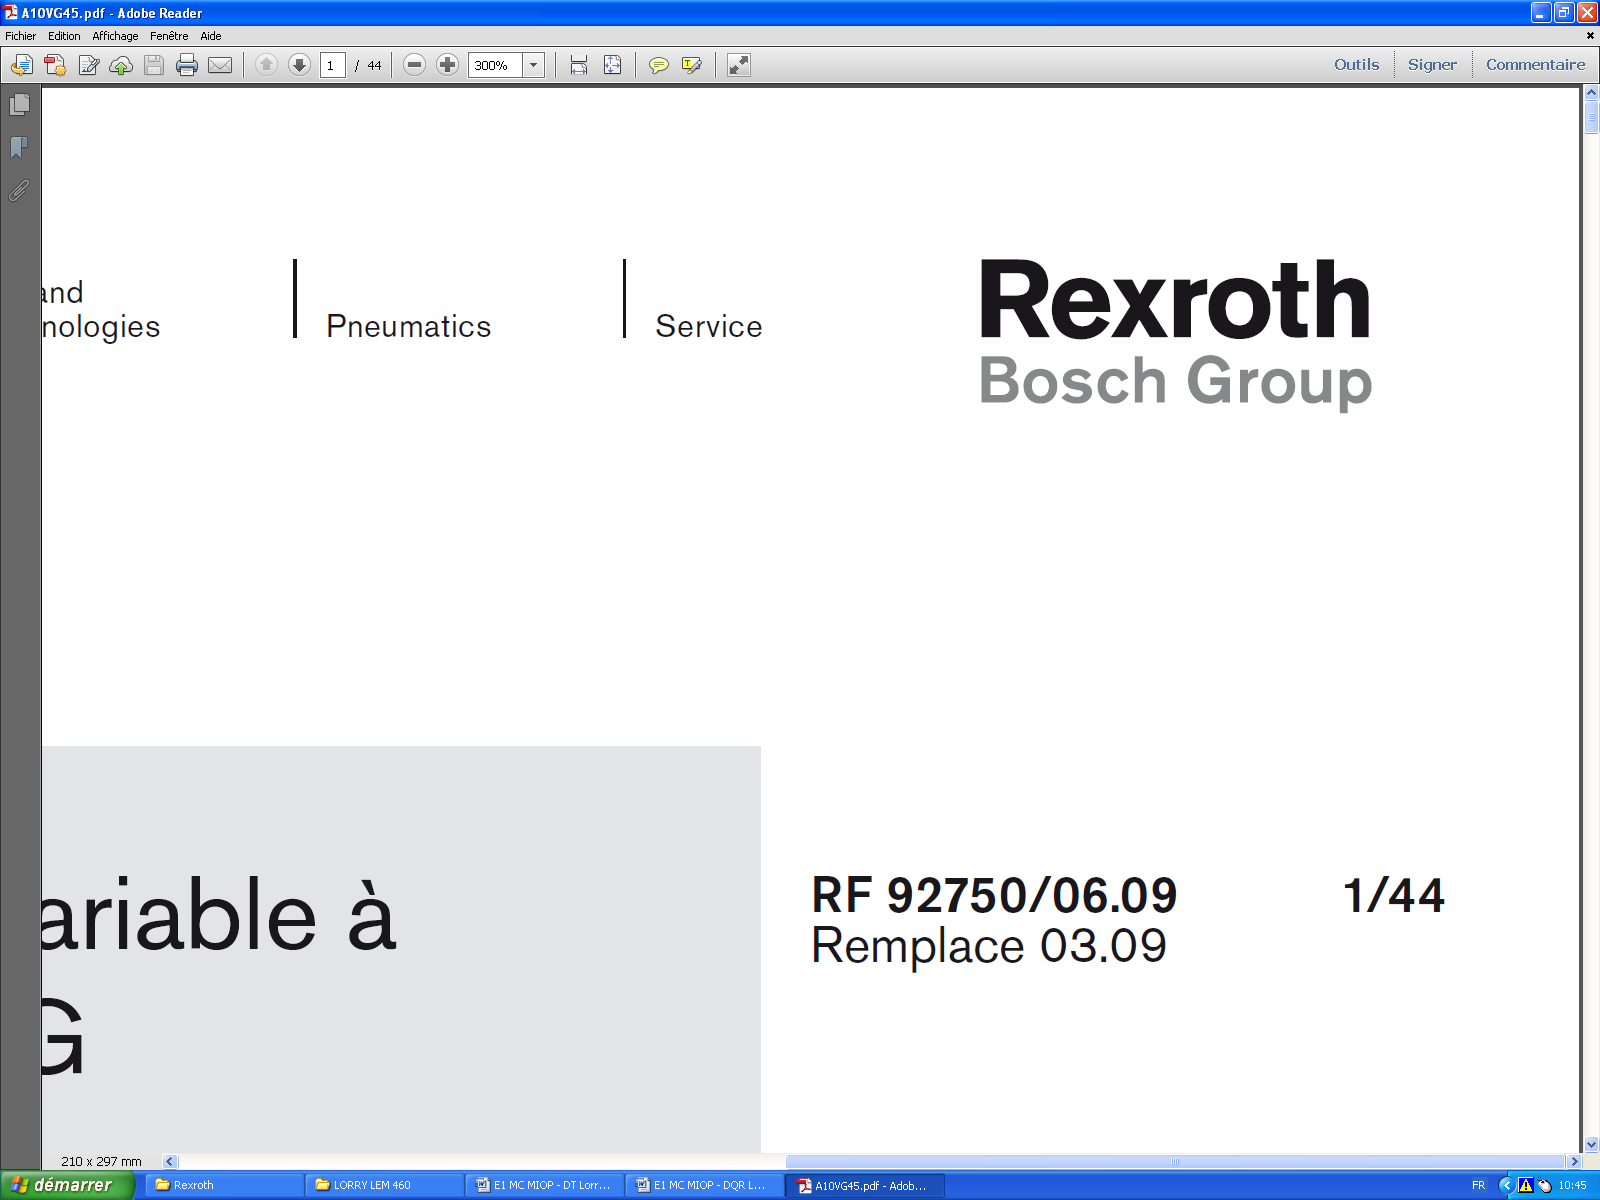 A10VG45.pdf - Adobe Reader
Fichier Edition Affichage Fenêtre Aide
1 / 44 300% Outils Signer Commentaire
and
nologies
Pneumatics
Service
Rexroth
Bosch Group
ariable à
G
RF 92750/06.09 1/44
Remplace 03.09
210 x 297 mm
démarrer Rexroth LORRY LEM 460 E1 MC MIOP - DT Lorr... E1 MC MIOP - DQR L... A10VG45.pdf - Adob... FR 10:45